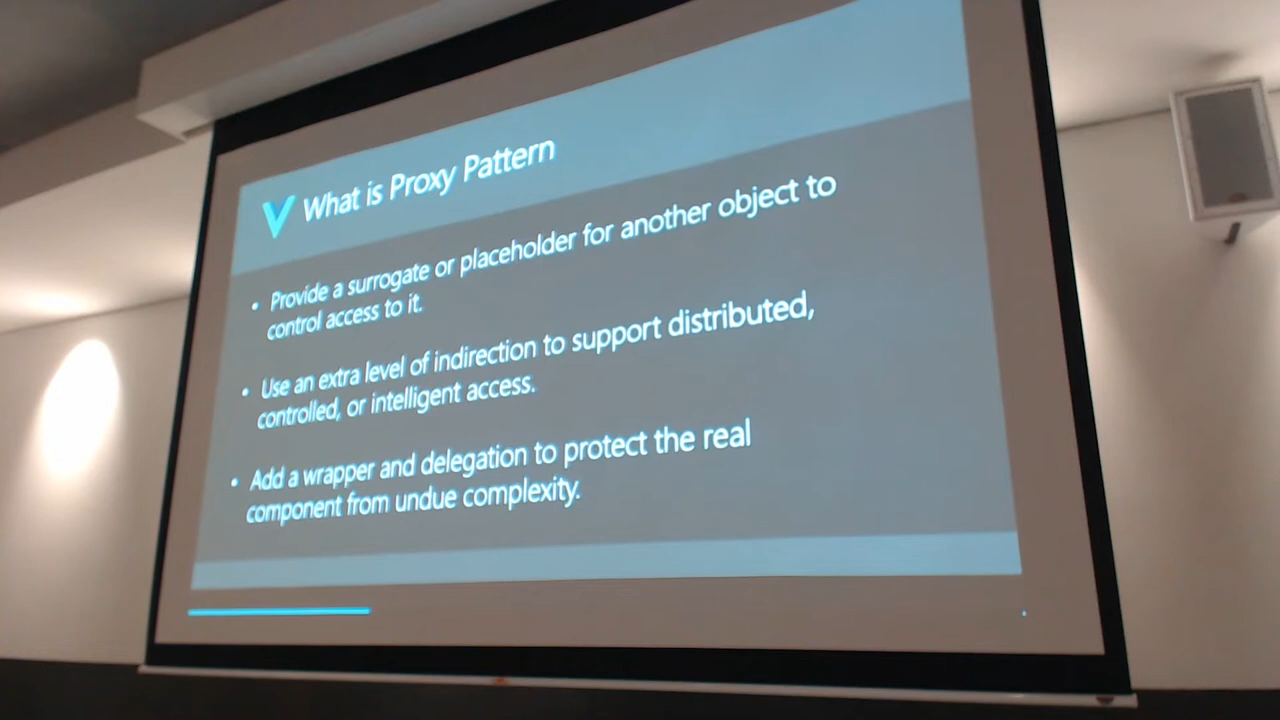 What is Proxy Pattern
• Provide a surrogate or placeholder for another object to
control access to it.
• Use an extra level of indirection to support distributed,
controlled, or intelligent access.
• Add a wrapper and delegation to protect the real
component from undue complexity.